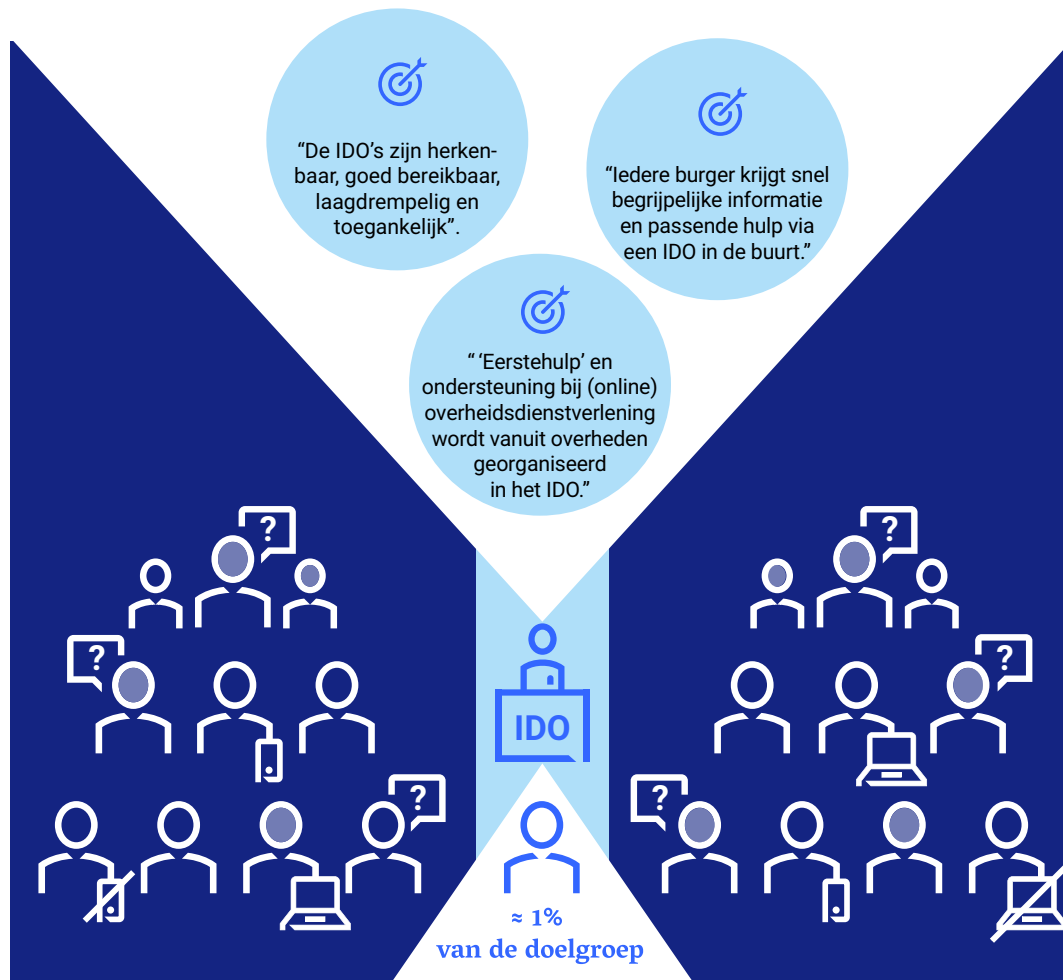 “De IDO’s zijn herken-
baar, goed bereikbaar,
laagdrempelig en
toegankelijk”.
“Iedere burger krijgt snel
begrijpelijke informatie
en passende hulp via
een IDO in de buurt.”
“ ‘Eerstehulp’ en
ondersteuning bij (online)
overheidsdienstverlening
wordt vanuit overheden
georganiseerd
in het IDO.”
?
?
?
?
IDO
?
?
?
≈ 1%
van de doelgroep